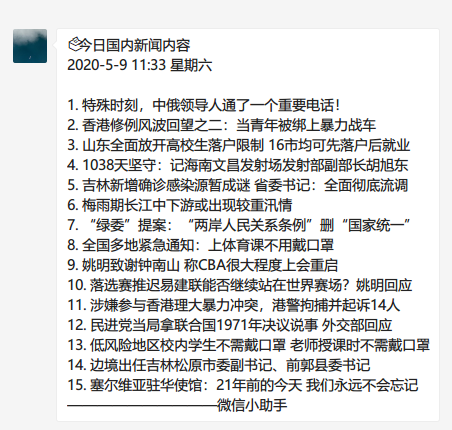 今日国内新闻内容
2020-5-9 11:33 星期六
1. 特殊时刻，中俄领导人通了一个重要电话！
2. 香港修例风波回望之二：当青年被绑上暴力战车
3. 山东全面放开高校生落户限制 16市均可先落户后就业
4. 1038天坚守：记海南文昌发射场发射部副部长胡旭东
5. 吉林新增确诊感染源暂成谜 省委书记：全面彻底流调
6. 梅雨期长江中下游或出现较重汛情
7. “绿委”提案：“两岸人民关系条例”删“国家统一”
8. 全国多地紧急通知：上体育课不用戴口罩
9. 姚明致谢钟南山 称CBA很大程度上会重启
10. 落选赛推迟易建联能否继续站在世界赛场？姚明回应
11. 涉嫌参与香港理大暴力冲突，港警拘捕并起诉14人
12. 民进党当局拿联合国1971年决议说事 外交部回应
13. 低风险地区校内学生不需戴口罩 老师授课时不需戴口罩
14. 边境出任吉林松原市委副书记、前郭县委书记
15. 塞尔维亚驻华使馆：21年前的今天 我们永远不会忘记
———————————微信小助手